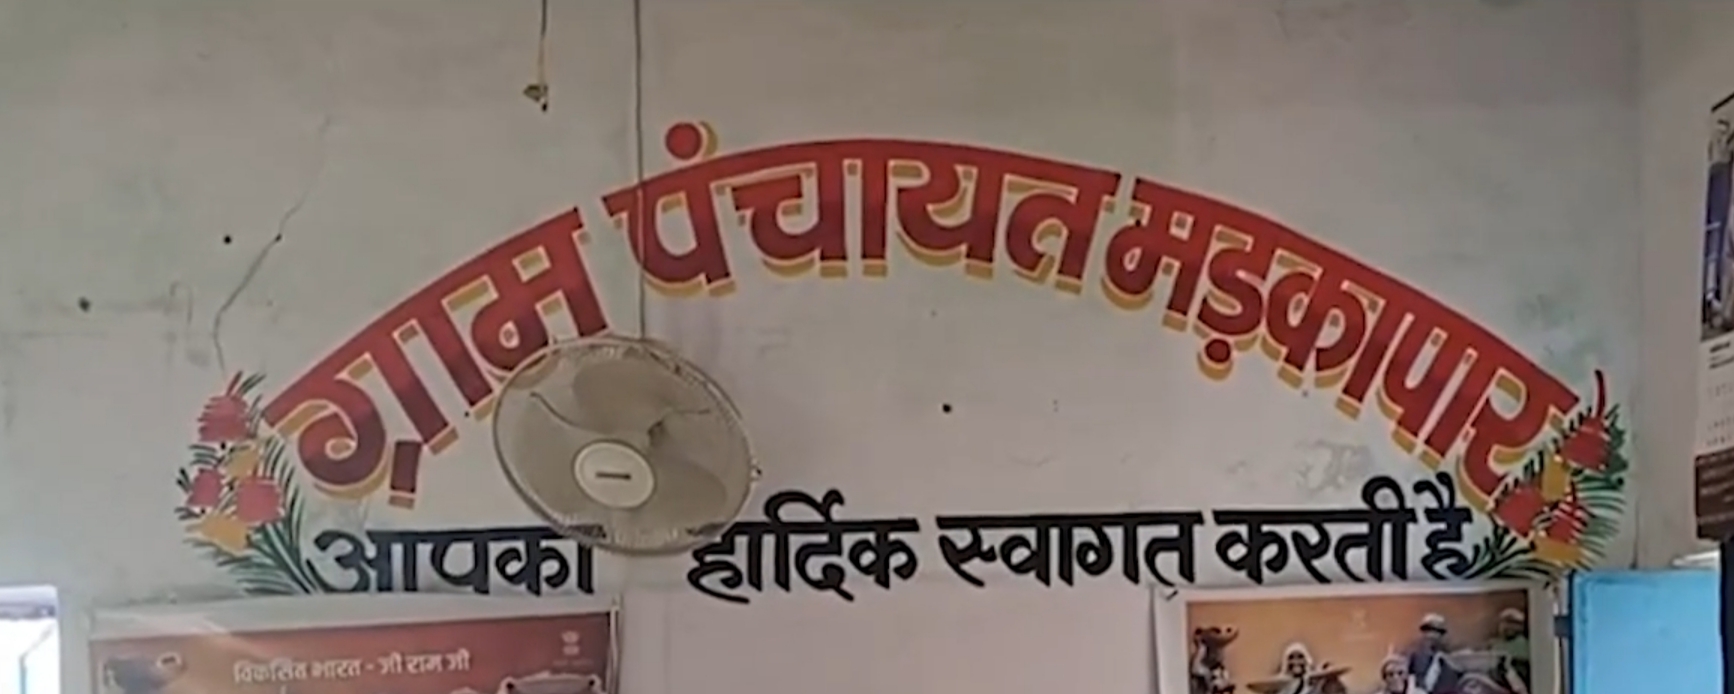 ग्राम पंचायत मड़कापार
आपका हार्दिक स्वागत करती है
विकसित भारत - जी राम जी